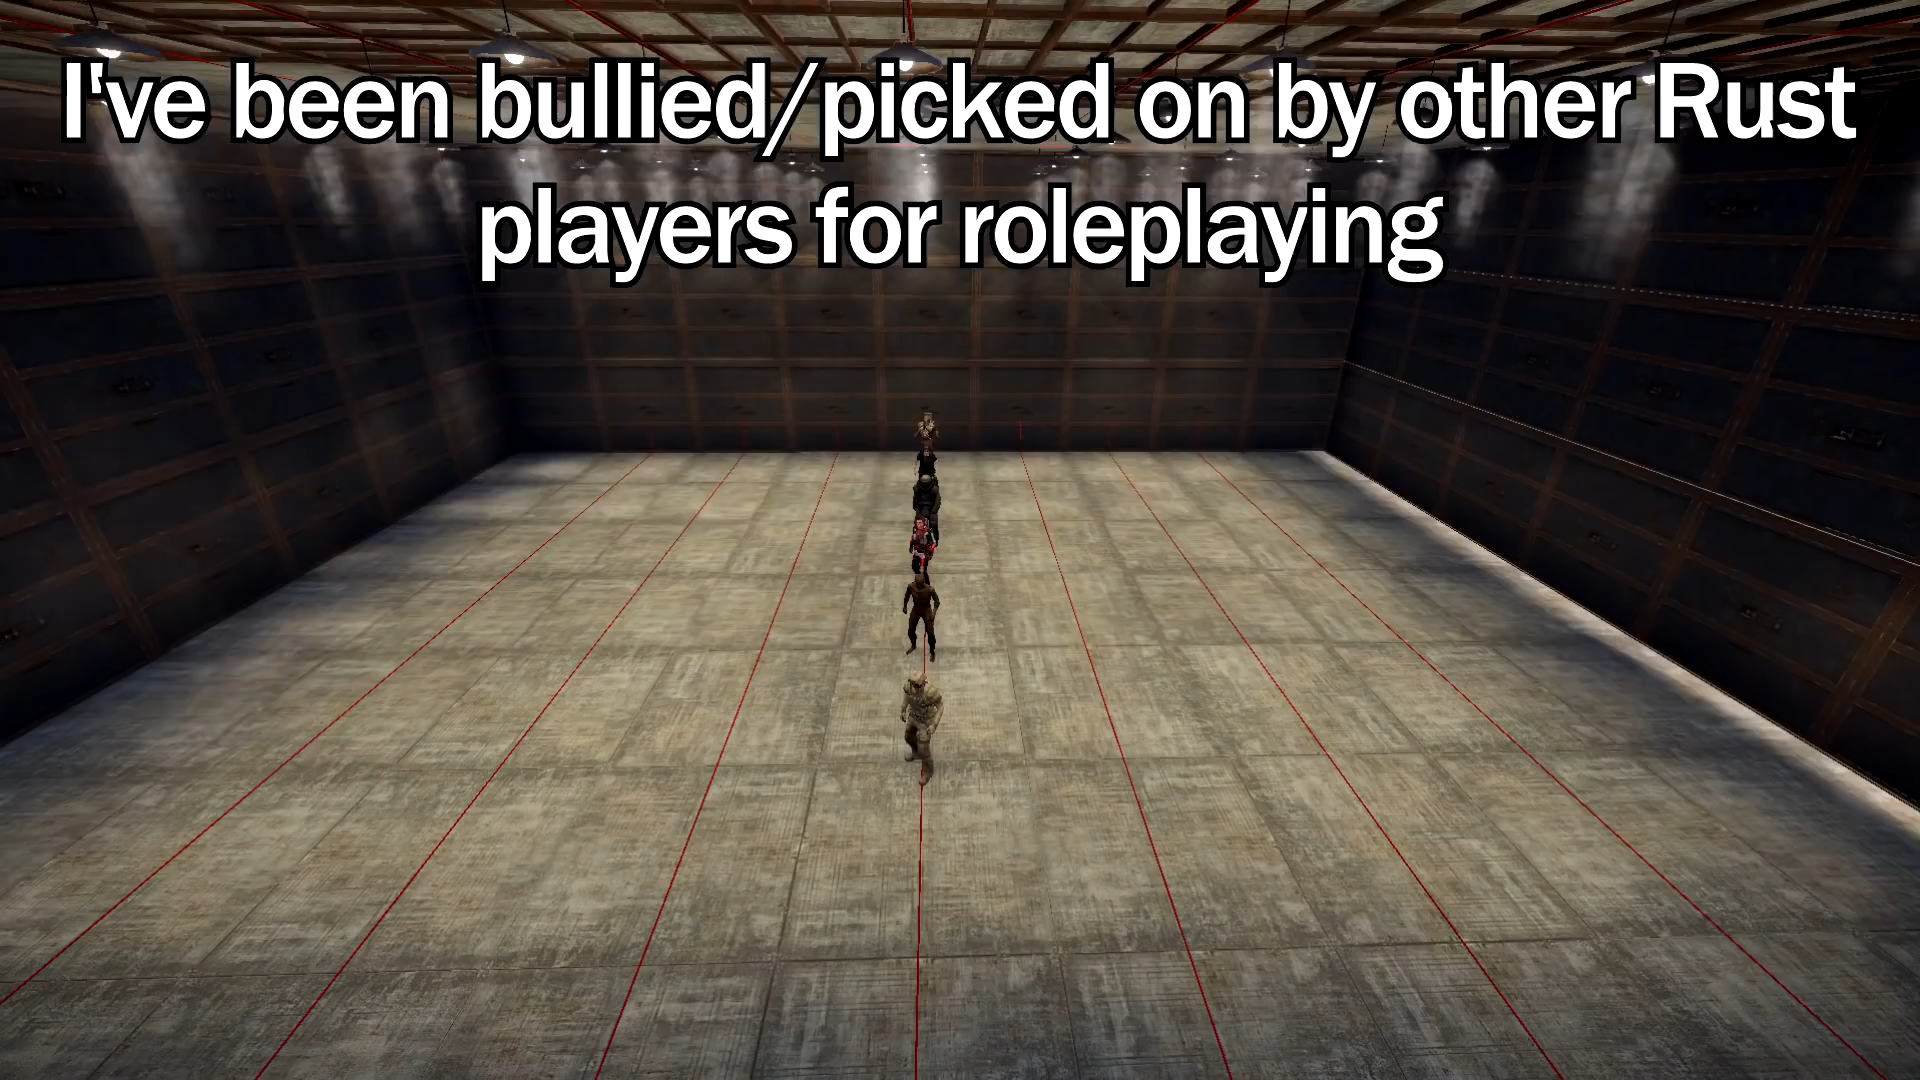 I've been bullied/picked on by other Rust
players for roleplaying